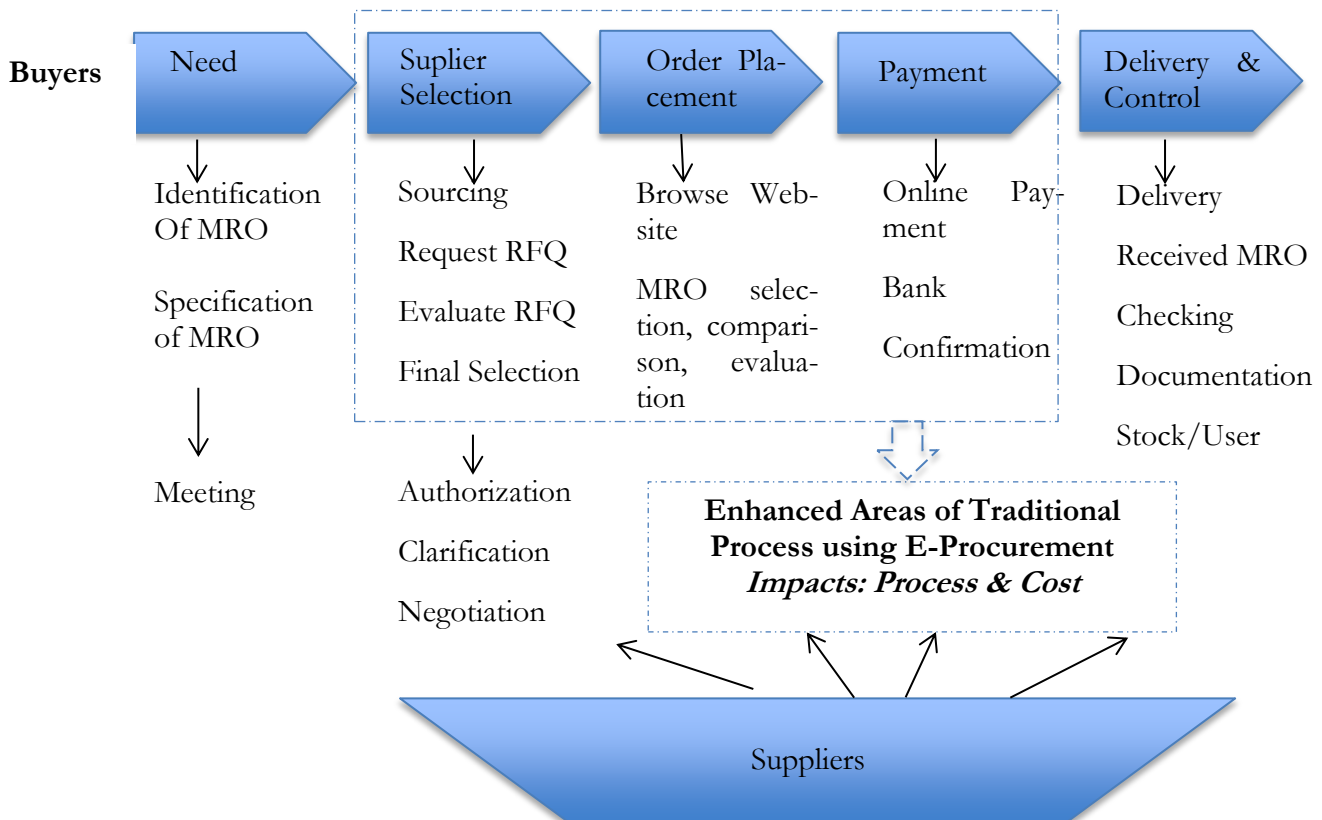 Buyers
Need
Suplier
Selection
Order Pla-
cement
Payment
Delivery &
Control
Identification
Of MRO
Specification
of MRO
Meeting
Sourcing
Request RFQ
Evaluate RFQ
Final Selection
Authorization
Clarification
Negotiation
Browse Web-
site
MRO selec-
tion, compari-
son, evalua-
tion
Online Pay-
ment
Bank
Confirmation
Delivery
Received MRO
Checking
Documentation
Stock/User
Enhanced Areas of Traditional
Process using E-Procurement
Impacts: Process & Cost
Suppliers